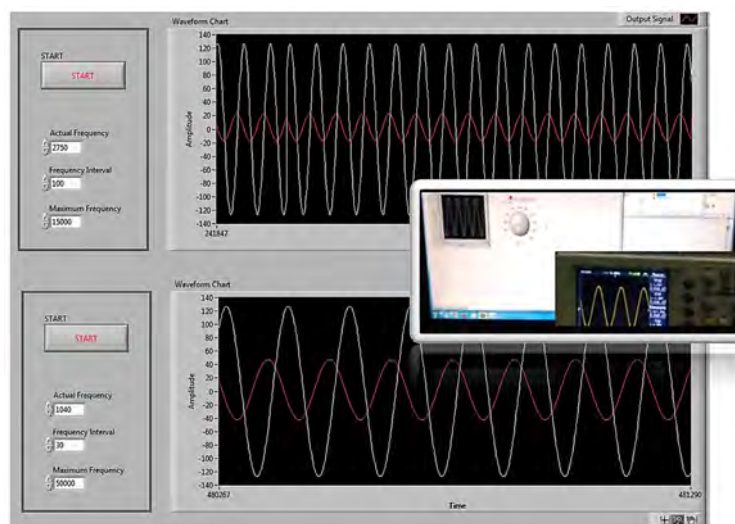 Waveform Chart
Output Signal
START
START
Actual Frequency
2750
Frequency Interval
100
Maximum Frequency
15000
Amplitude
140
120
100
80
60
40
20
0
-20
-40
-60
-80
-100
-120
-140
241847
Waveform Chart
START
START
Actual Frequency
1040
Frequency Interval
30
Maximum Frequency
50000
Amplitude
140
120
100
80
60
40
20
0
-20
-40
-60
-80
-100
-120
-140
480267
481290
Time